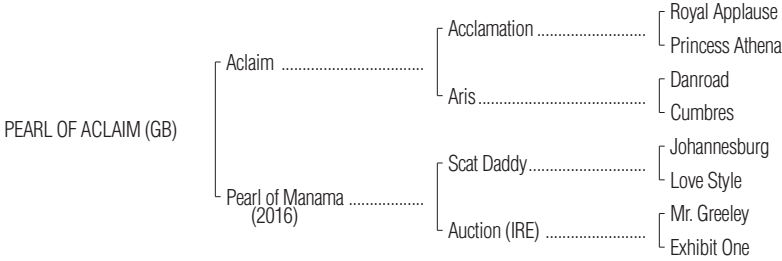 Royal Applause
Acclamation ..........................
Princess Athena
Aclaim ..................................
Danroad
Aris........................................
Cumbres
PEARL OF ACLAIM (GB)
Johannesburg
Scat Daddy............................
Love Style
Pearl of Manama ..................
(2016)
Mr. Greeley
Auction (IRE) ........................
Exhibit One